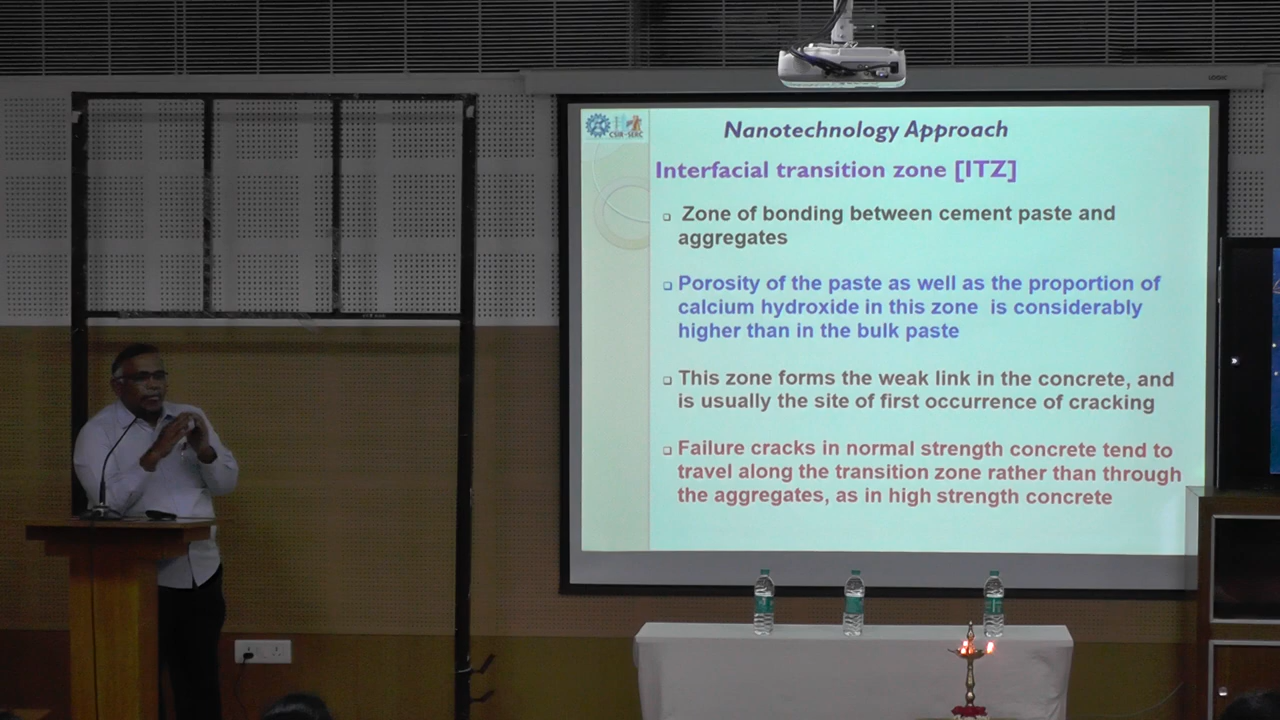 LOGIC
CSIR-SERC
Nanotechnology Approach
Interfacial transition zone [ITZ]
Zone of bonding between cement paste and
aggregates
Porosity of the paste as well as the proportion of
calcium hydroxide in this zone is considerably
higher than in the bulk paste
This zone forms the weak link in the concrete, and
is usually the site of first occurrence of cracking
Failure cracks in normal strength concrete tend to
travel along the transition zone rather than through
the aggregates, as in high strength concrete